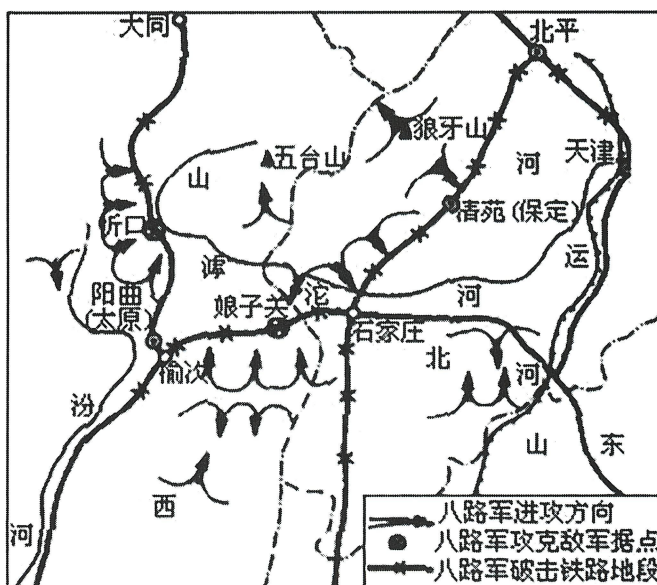 大同
北平
狼牙山
五台山
山
河
天津
忻口
清苑(保定)
滹
运
阳曲
(太原)
娘子关
沱
河
石家庄
榆次
北
河
汾
山
东
西
河
八路军进攻方向
八路军攻克敌军据点
八路军破击铁路地段